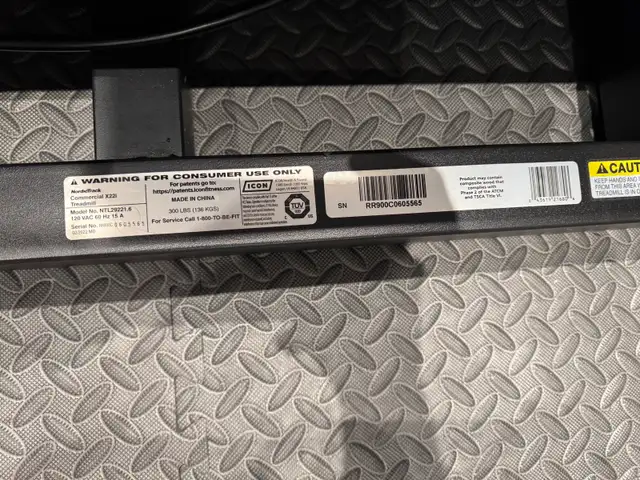 WARNING FOR CONSUMER USE ONLY
NordicTrack
Commercial X22i
Treadmill
Model No. NTL29221.6
120 VAC 60 Hz 15 A
Serial No.
For patents go to:
https://patents.iconfitness.com
MADE IN CHINA
300 LBS (136 KGS)
For Service Call 1-800-TO-BE-FIT
ICON
TÜV
SN RR900C0605565
Product may contain
composite wood that
complies with
Phase 2 of the ATCM
and TSCA Title VI.
CAUT
KEEP HANDS AND
FROM THIS AREA
TREADMILL IS